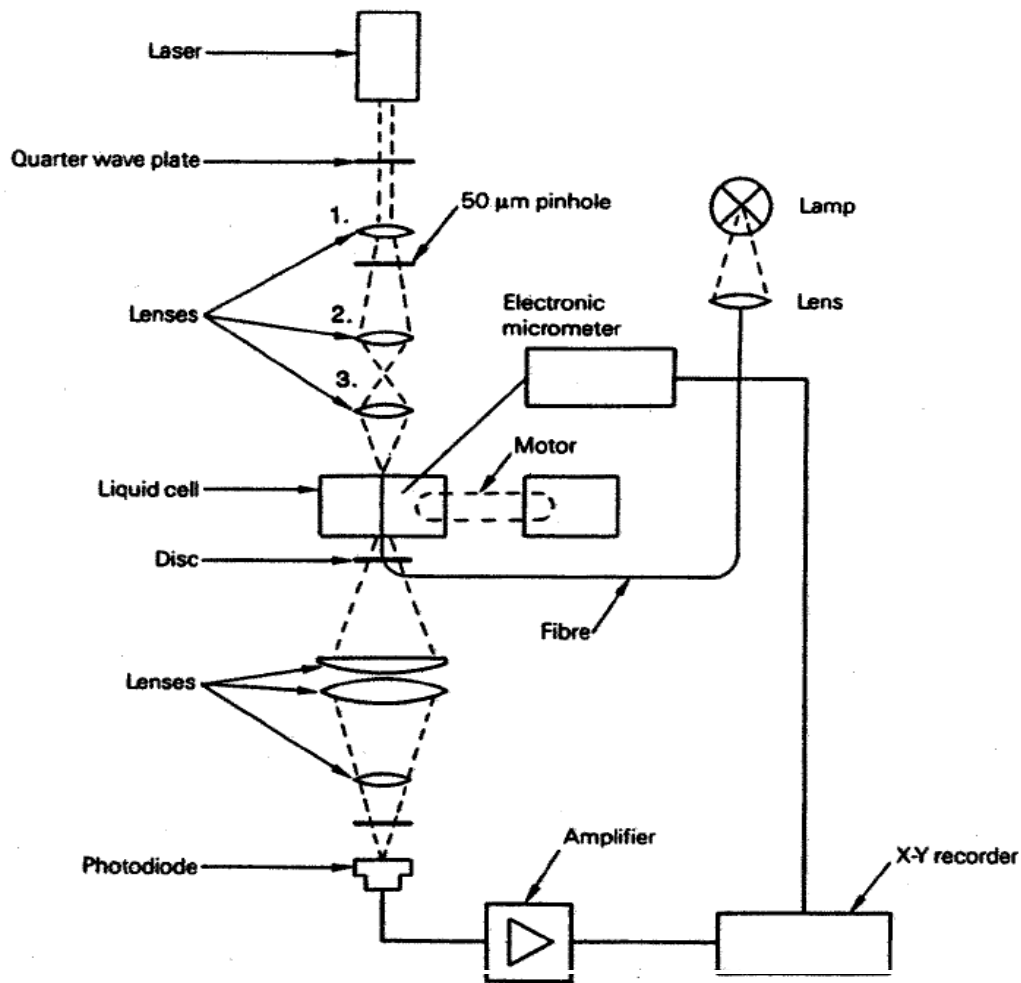 Laser
Quarter wave plate
50 μm pinhole
Lamp
1.
Lenses
2.
Electronic
micrometer
Lens
3.
Motor
Liquid cell
Disc
Fibre
Lenses
Amplifier
Photodiode
X-Y recorder